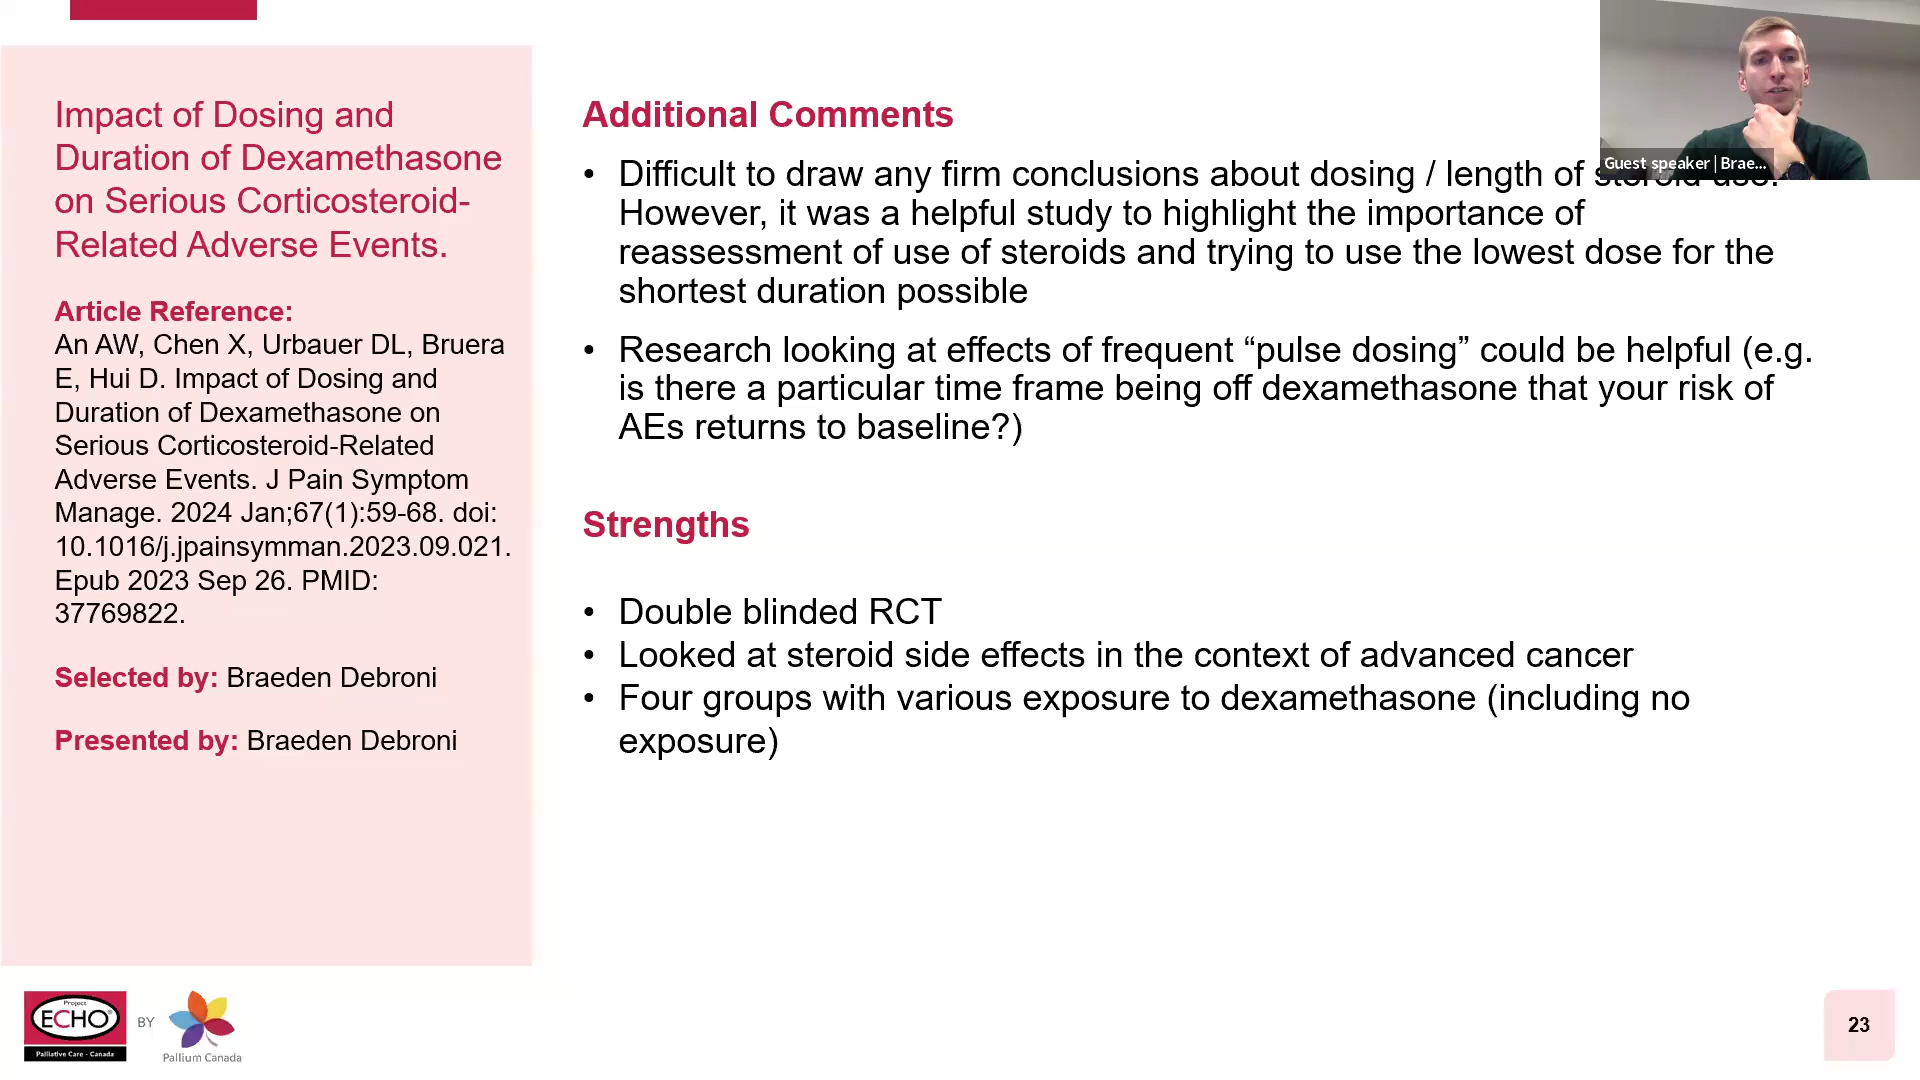 Impact of Dosing and
Duration of Dexamethasone
on Serious Corticosteroid-
Related Adverse Events.
Article Reference:
An AW, Chen X, Urbauer DL, Bruera
E, Hui D. Impact of Dosing and
Duration of Dexamethasone on
Serious Corticosteroid-Related
Adverse Events. J Pain Symptom
Manage. 2024 Jan;67(1):59-68. doi:
10.1016/j.jpainsymman.2023.09.021.
Epub 2023 Sep 26. PMID:
37769822.
Selected by: Braeden Debroni
Presented by: Braeden Debroni
Additional Comments
• Difficult to draw any firm conclusions about dosing / length of steroid use.
However, it was a helpful study to highlight the importance of
reassessment of use of steroids and trying to use the lowest dose for the
shortest duration possible
• Research looking at effects of frequent “pulse dosing” could be helpful (e.g.
is there a particular time frame being off dexamethasone that your risk of
AEs returns to baseline?)
Strengths
• Double blinded RCT
• Looked at steroid side effects in the context of advanced cancer
• Four groups with various exposure to dexamethasone (including no
exposure)
Guest speaker | Brae...
Project
ECHO®
Palliative Care - Canada
BY
Pallium Canada
23